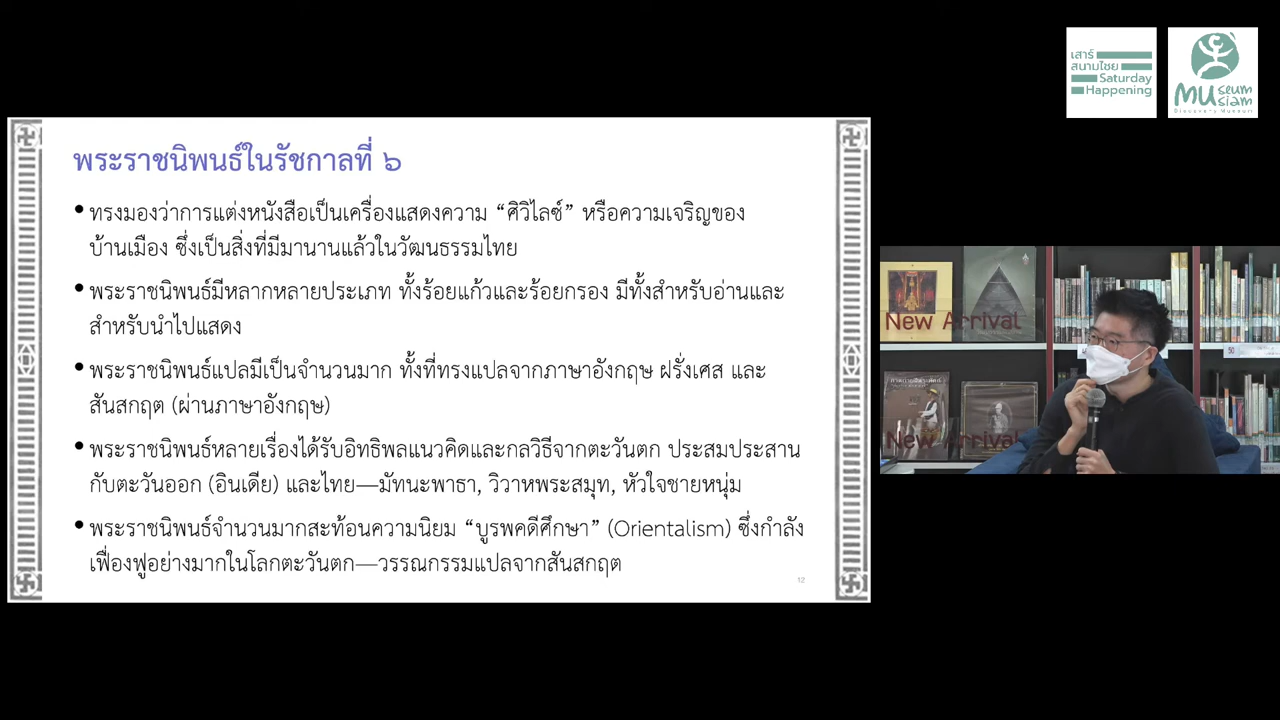 เสาร์
สนามไชย
Saturday
Happening
MUseum
siam
Discovery Museum
พระราชนิพนธ์ในรัชกาลที่ ๖
• ทรงมองว่าการแต่งหนังสือเป็นเครื่องแสดงความ “ศิวิไลซ์” หรือความเจริญของ
บ้านเมือง ซึ่งเป็นสิ่งที่มีมานานแล้วในวัฒนธรรมไทย
• พระราชนิพนธ์มีหลากหลายประเภท ทั้งร้อยแก้วและร้อยกรอง มีทั้งสำหรับอ่านและ
สำหรับนำไปแสดง
• พระราชนิพนธ์แปลมีเป็นจำนวนมาก ทั้งที่ทรงแปลจากภาษาอังกฤษ ฝรั่งเศส และ
สันสกฤต (ผ่านภาษาอังกฤษ)
• พระราชนิพนธ์หลายเรื่องได้รับอิทธิพลแนวคิดและกลวิธีจากตะวันตก ประสมประสาน
กับตะวันออก (อินเดีย) และไทย—มัทนะพาธา, วิวาหพระสมุท, หัวใจชายหนุ่ม
• พระราชนิพนธ์จำนวนมากสะท้อนความนิยม “บูรพคดีศึกษา” (Orientalism) ซึ่งกำลัง
เฟื่องฟูอย่างมากในโลกตะวันตก—วรรณกรรมแปลจากสันสกฤต
12
New Arrival
New Arrival